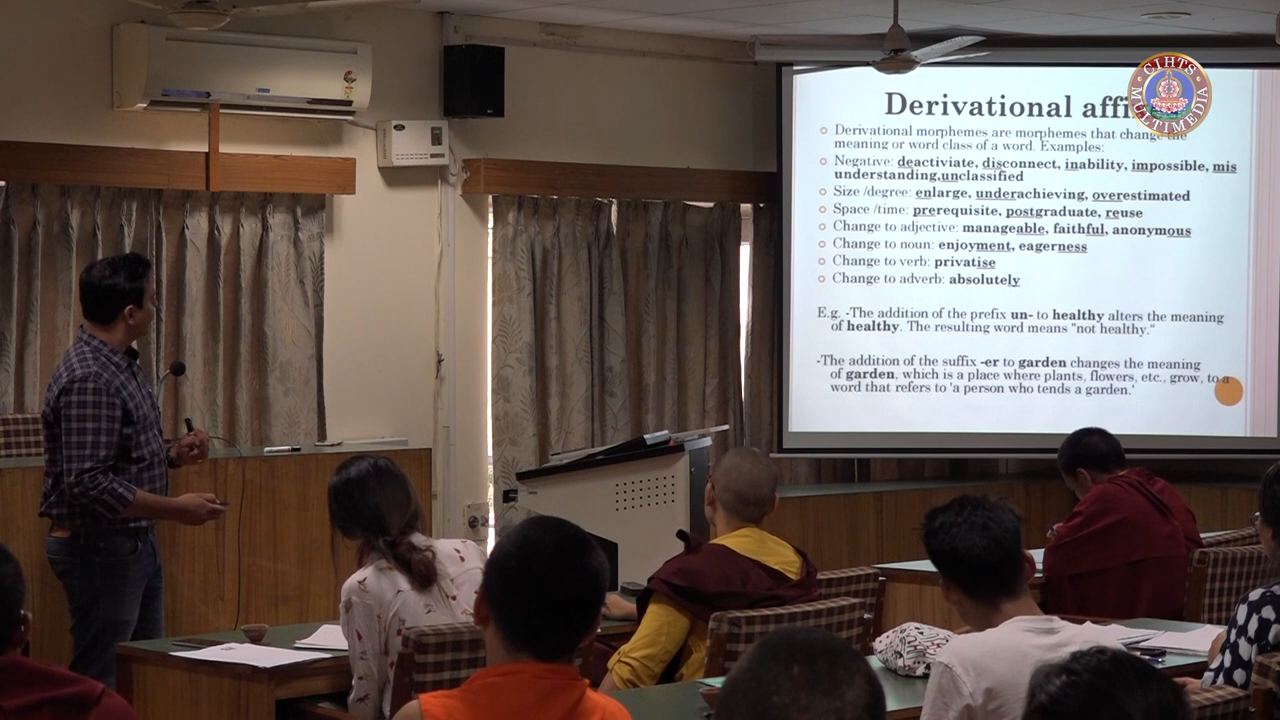 CIHTS
MULTIMEDIA
Derivational affi
Derivational morphemes are morphemes that change the
meaning or word class of a word. Examples:
Negative: deactiviate, disconnect, inability, impossible, mis
understanding,unclassified
Size /degree: enlarge, underachieving, overestimated
Space /time: prerequisite, postgraduate, reuse
Change to adjective: manageable, faithful, anonymous
Change to noun: enjoyment, eagerness
Change to verb: privatise
Change to adverb: absolutely
E.g. -The addition of the prefix un- to healthy alters the meaning
of healthy. The resulting word means "not healthy."
-The addition of the suffix -er to garden changes the meaning
of garden, which is a place where plants, flowers, etc., grow, to a
word that refers to 'a person who tends a garden.'